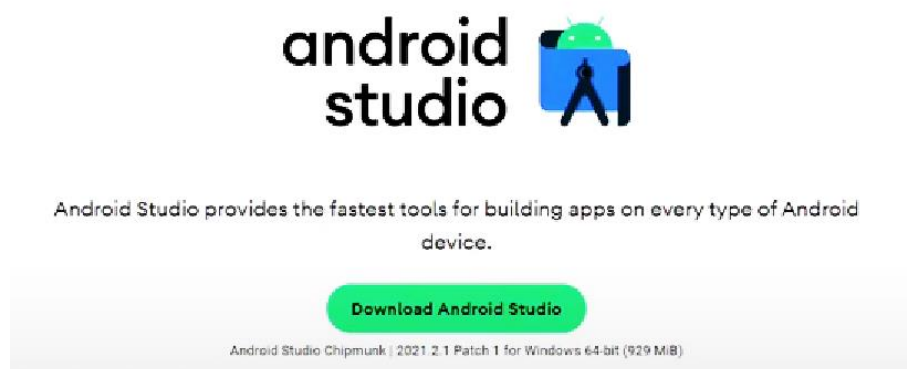 android
studio
Android Studio provides the fastest tools for building apps on every type of Android
device.
Download Android Studio
Android Studio Chipmunk | 2021.2.1 Patch 1 for Windows 64-bit (929 MiB)